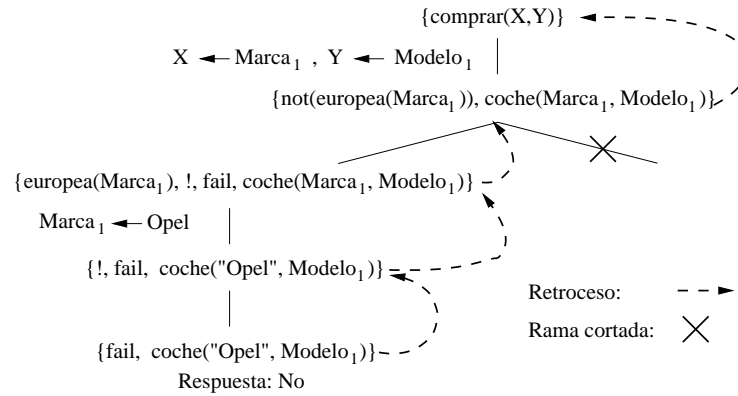 {comprar(X,Y)}
X ← Marca₁ , Y ← Modelo₁
{not(europea(Marca₁)), coche(Marca₁, Modelo₁)}
{europea(Marca₁), !, fail, coche(Marca₁, Modelo₁)}
Marca₁ ← Opel
{!, fail, coche("Opel", Modelo₁)}
Retroceso:
Rama cortada:
{fail, coche("Opel", Modelo₁)}
Respuesta: No